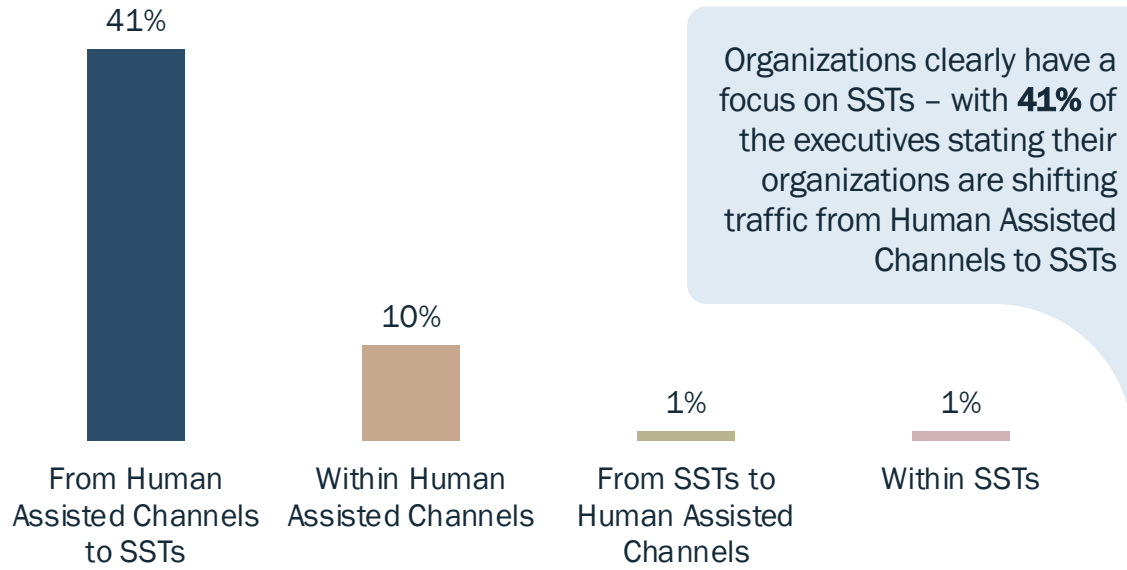 41%
Organizations clearly have a
focus on SSTs – with 41% of
the executives stating their
organizations are shifting
traffic from Human Assisted
Channels to SSTs
10%
1%
1%
From Human
Assisted Channels
to SSTs
Within Human
Assisted Channels
From SSTs to
Human Assisted
Channels
Within SSTs